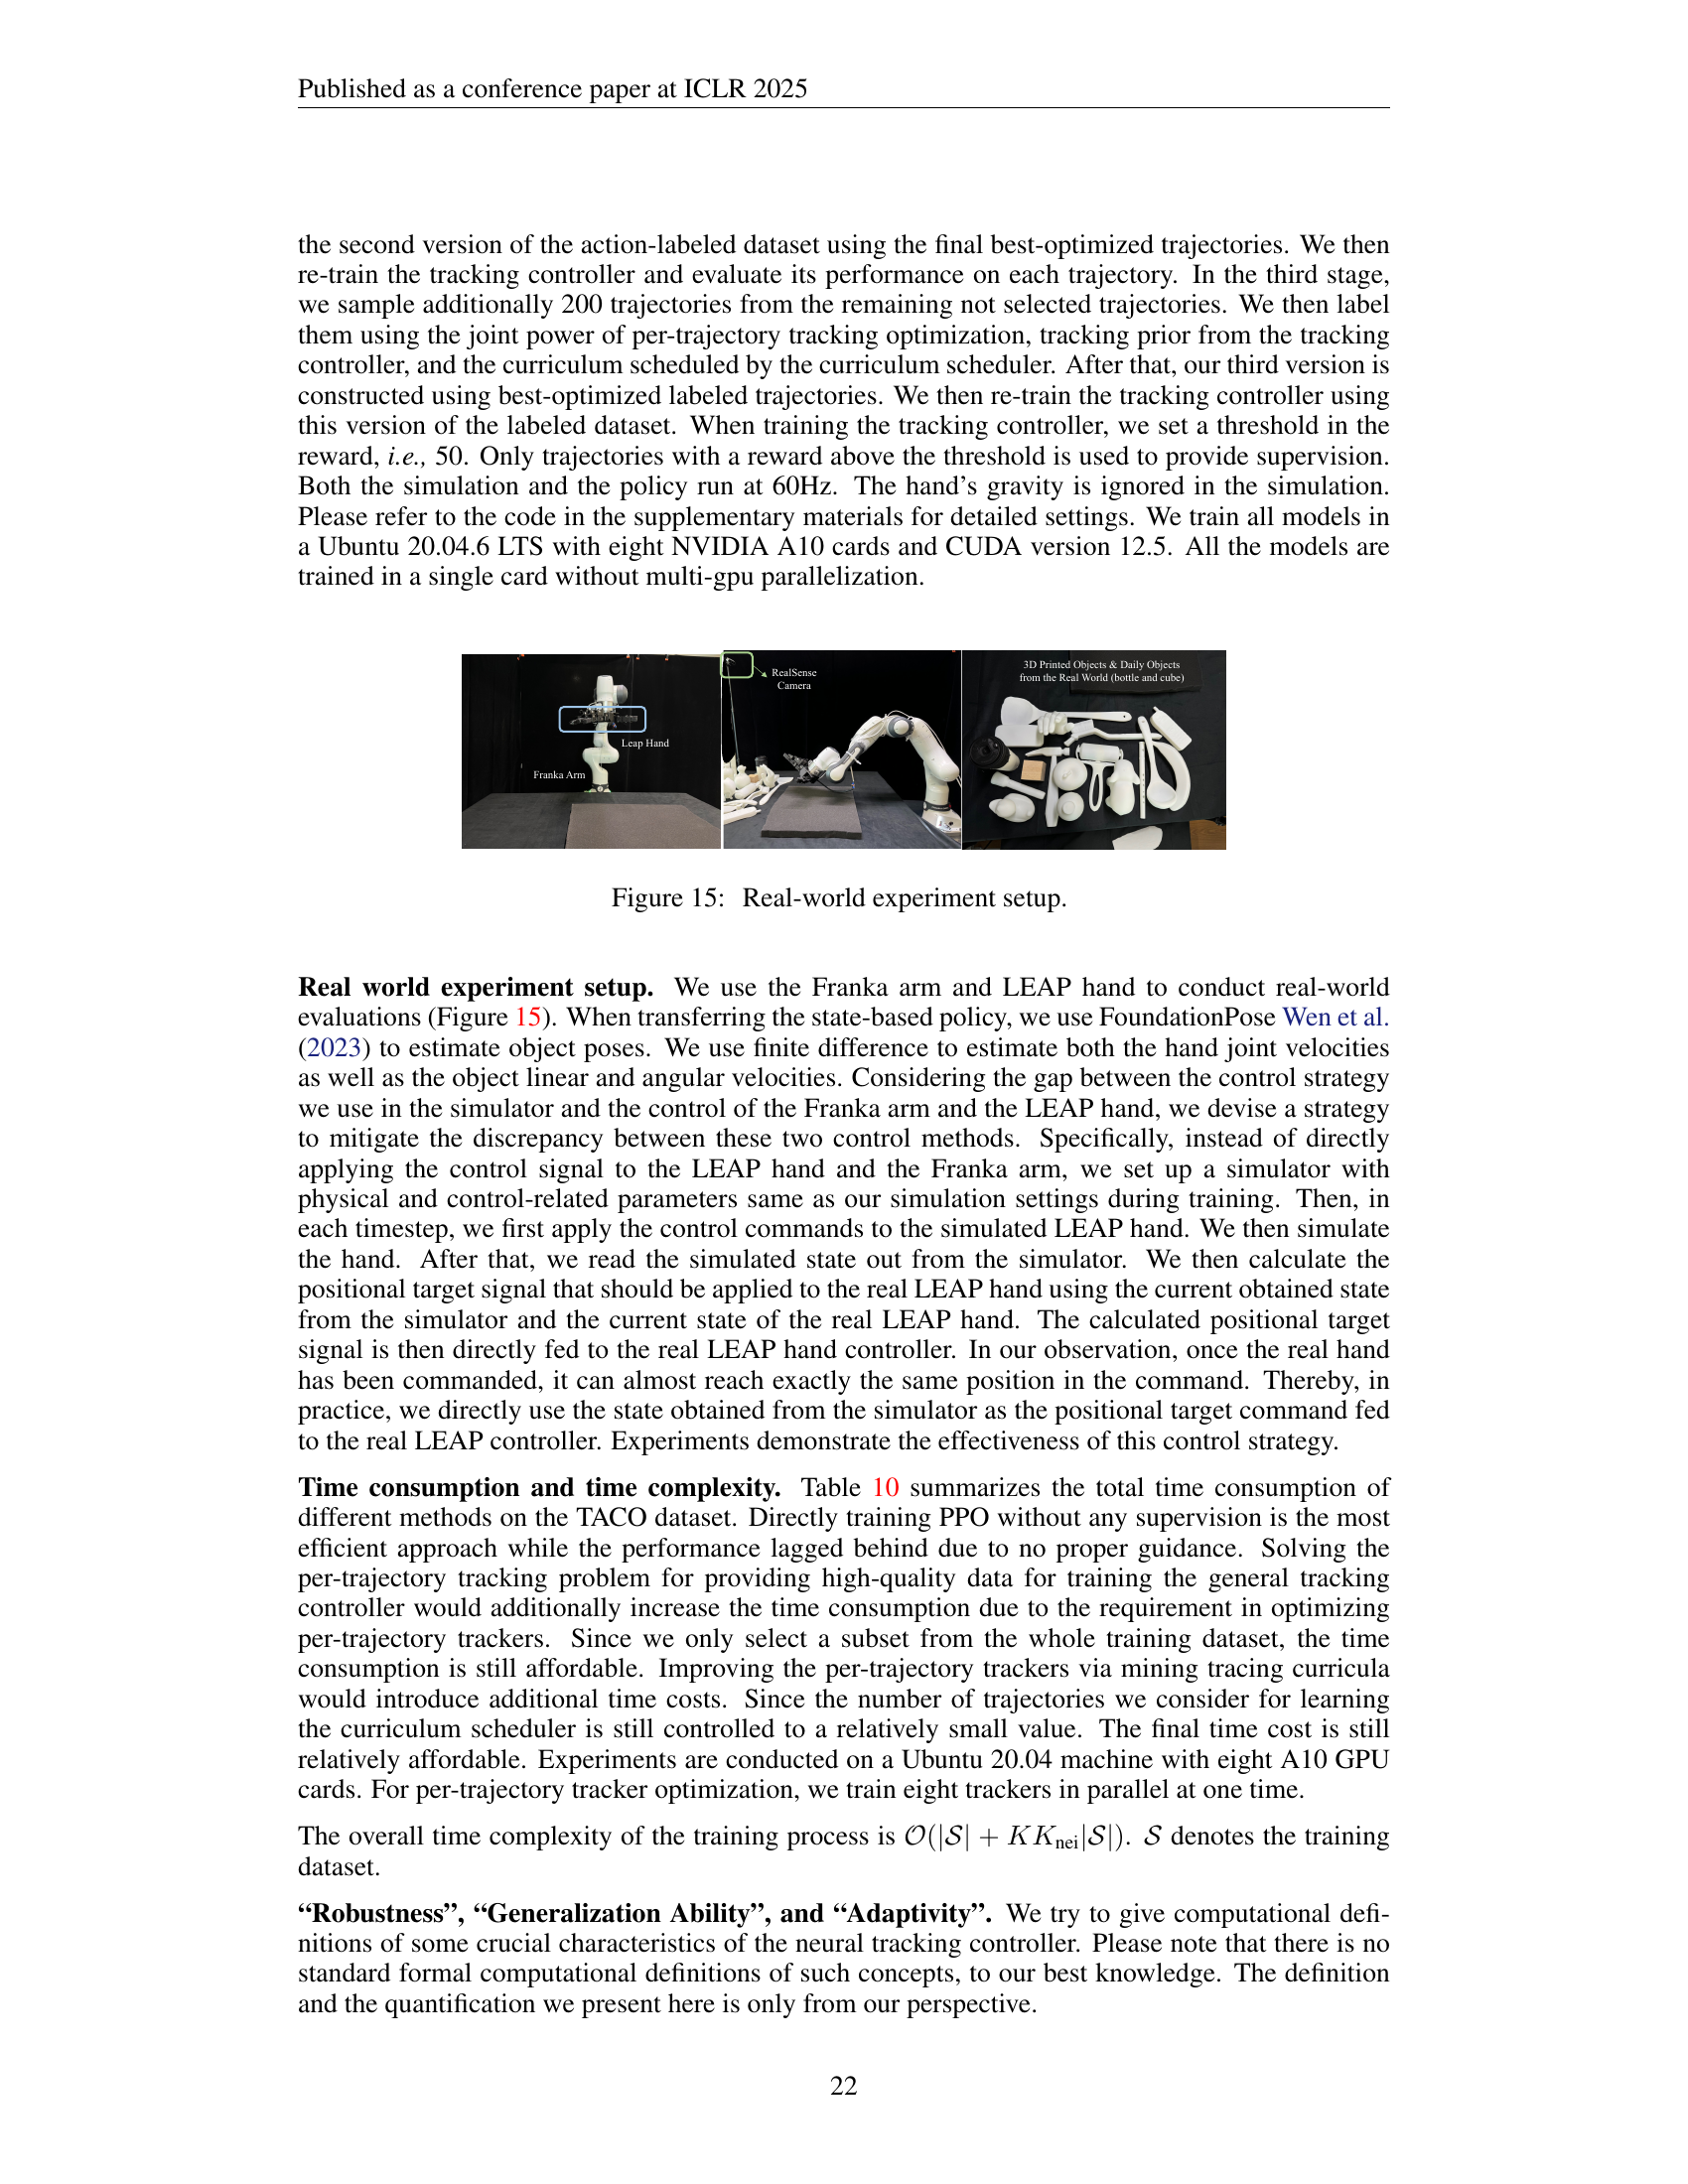 Published as a conference paper at ICLR 2025
the second version of the action-labeled dataset using the final best-optimized trajectories. We then
re-train the tracking controller and evaluate its performance on each trajectory. In the third stage,
we sample additionally 200 trajectories from the remaining not selected trajectories. We then label
them using the joint power of per-trajectory tracking optimization, tracking prior from the tracking
controller, and the curriculum scheduled by the curriculum scheduler. After that, our third version is
constructed using best-optimized labeled trajectories. We then re-train the tracking controller using
this version of the labeled dataset. When training the tracking controller, we set a threshold in the
reward, i.e., 50. Only trajectories with a reward above the threshold is used to provide supervision.
Both the simulation and the policy run at 60Hz. The hand's gravity is ignored in the simulation.
Please refer to the code in the supplementary materials for detailed settings. We train all models in
a Ubuntu 20.04.6 LTS with eight NVIDIA A10 cards and CUDA version 12.5. All the models are
trained in a single card without multi-gpu parallelization.
Leap Hand
Franka Arm
RealSense
Camera
3D Printed Objects & Daily Objects
from the Real World (bottle and cube)
Figure 15: Real-world experiment setup.
Real world experiment setup. We use the Franka arm and LEAP hand to conduct real-world
evaluations (Figure 15). When transferring the state-based policy, we use FoundationPose Wen et al.
(2023) to estimate object poses. We use finite difference to estimate both the hand joint velocities
as well as the object linear and angular velocities. Considering the gap between the control strategy
we use in the simulator and the control of the Franka arm and the LEAP hand, we devise a strategy
to mitigate the discrepancy between these two control methods. Specifically, instead of directly
applying the control signal to the LEAP hand and the Franka arm, we set up a simulator with
physical and control-related parameters same as our simulation settings during training. Then, in
each timestep, we first apply the control commands to the simulated LEAP hand. We then simulate
the hand. After that, we read the simulated state out from the simulator. We then calculate the
positional target signal that should be applied to the real LEAP hand using the current obtained state
from the simulator and the current state of the real LEAP hand. The calculated positional target
signal is then directly fed to the real LEAP hand controller. In our observation, once the real hand
has been commanded, it can almost reach exactly the same position in the command. Thereby, in
practice, we directly use the state obtained from the simulator as the positional target command fed
to the real LEAP controller. Experiments demonstrate the effectiveness of this control strategy.
Time consumption and time complexity. Table 10 summarizes the total time consumption of
different methods on the TACO dataset. Directly training PPO without any supervision is the most
efficient approach while the performance lagged behind due to no proper guidance. Solving the
per-trajectory tracking problem for providing high-quality data for training the general tracking
controller would additionally increase the time consumption due to the requirement in optimizing
per-trajectory trackers. Since we only select a subset from the whole training dataset, the time
consumption is still affordable. Improving the per-trajectory trackers via mining tracing curricula
would introduce additional time costs. Since the number of trajectories we consider for learning
the curriculum scheduler is still controlled to a relatively small value. The final time cost is still
relatively affordable. Experiments are conducted on a Ubuntu 20.04 machine with eight A10 GPU
cards. For per-trajectory tracker optimization, we train eight trackers in parallel at one time.
The overall time complexity of the training process is 𝒪(|𝒮| + KK_nei|𝒮|). 𝒮 denotes the training
dataset.
“Robustness”, “Generalization Ability”, and “Adaptivity”. We try to give computational defi-
nitions of some crucial characteristics of the neural tracking controller. Please note that there is no
standard formal computational definitions of such concepts, to our best knowledge. The definition
and the quantification we present here is only from our perspective.
22